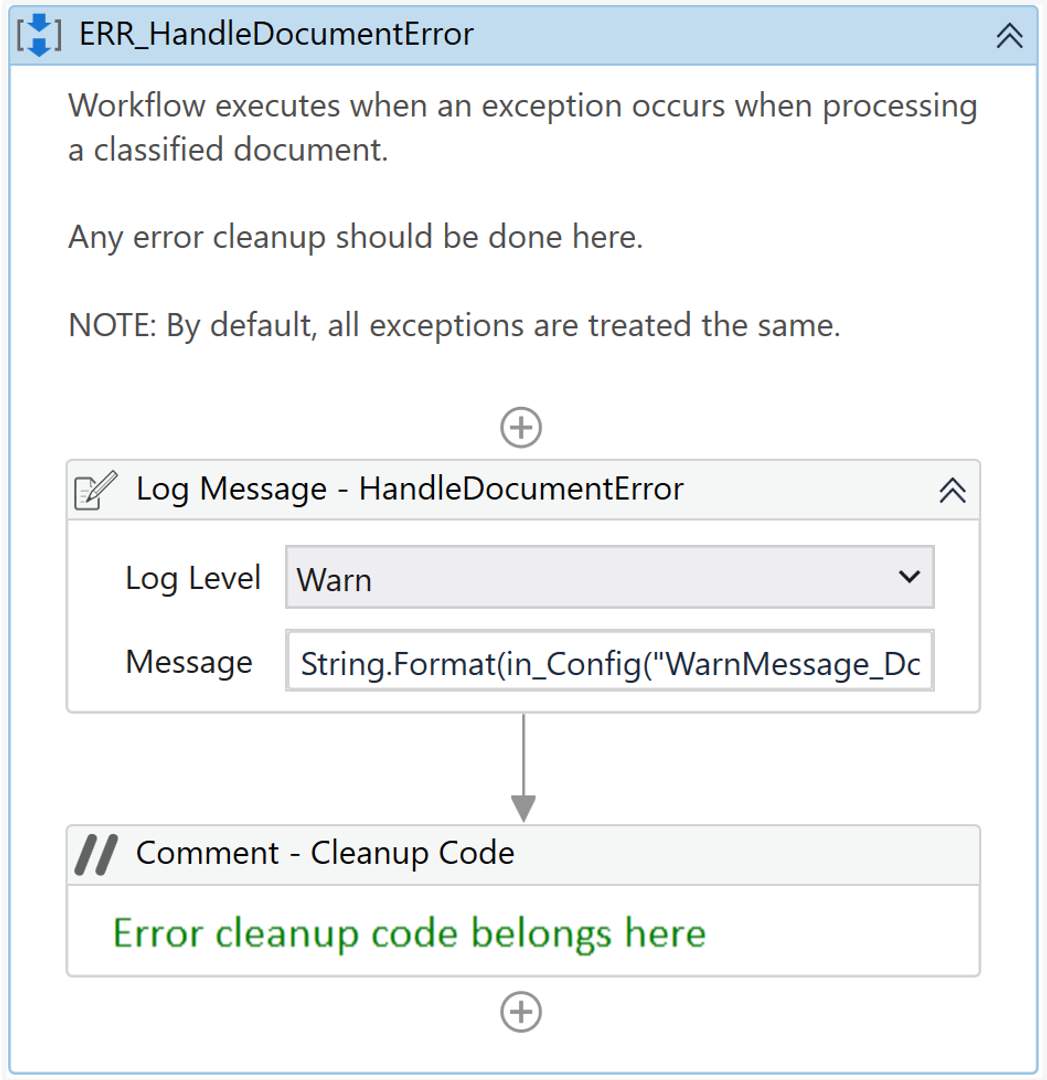 ERR_HandleDocumentError
Workflow executes when an exception occurs when processing
a classified document.
Any error cleanup should be done here.
NOTE: By default, all exceptions are treated the same.
Log Message - HandleDocumentError
Log Level Warn
Message String.Format(in_Config("WarnMessage_Dc
Comment - Cleanup Code
Error cleanup code belongs here